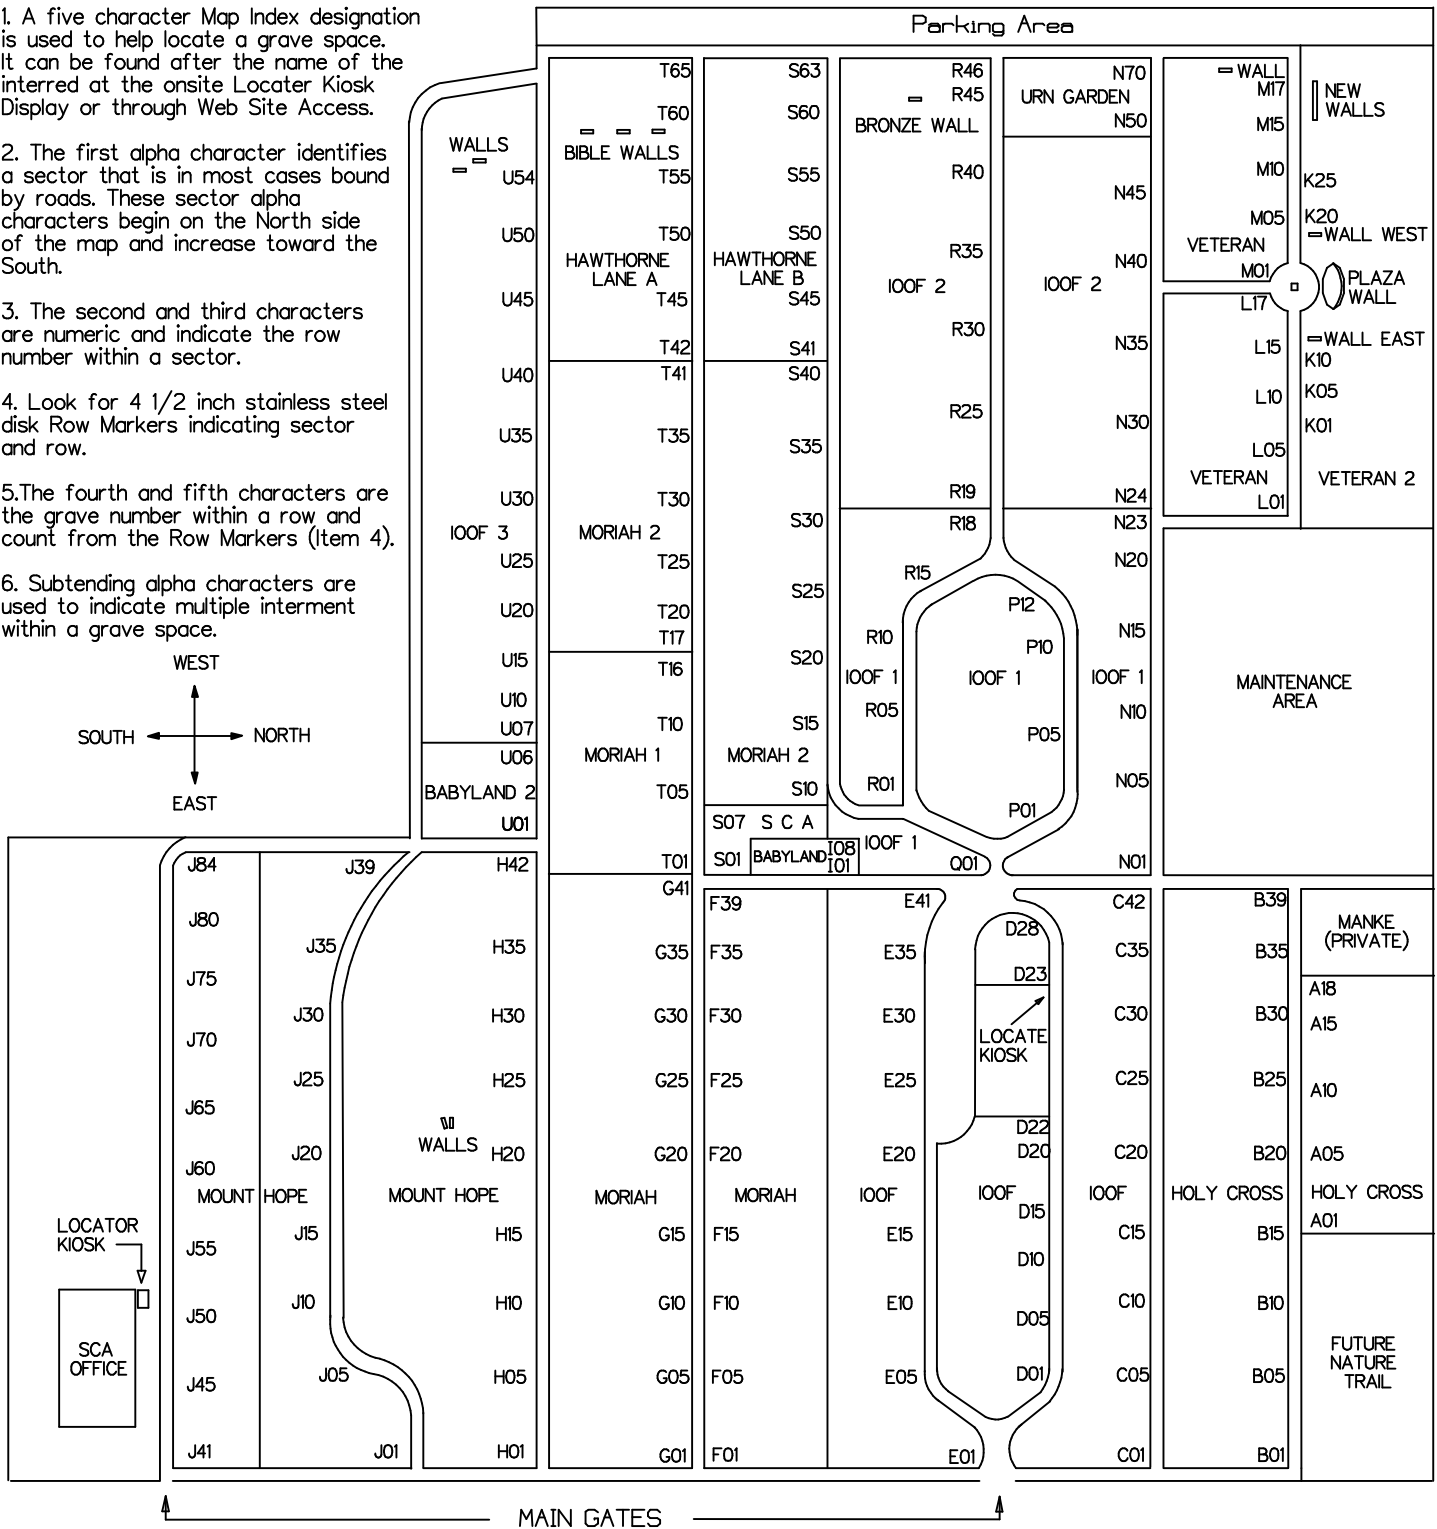 1. A five character Map Index designation
is used to help locate a grave space.
It can be found after the name of the
interred at the onsite Locater Kiosk
Display or through Web Site Access.
2. The first alpha character identifies
a sector that is in most cases bound
by roads. These sector alpha
characters begin on the North side
of the map and increase toward the
South.
3. The second and third characters
are numeric and indicate the row
number within a sector.
4. Look for 4 1/2 inch stainless steel
disk Row Markers indicating sector
and row.
5.The fourth and fifth characters are
the grave number within a row and
count from the Row Markers (Item 4).
6. Subtending alpha characters are
used to indicate multiple interment
within a grave space.
WEST
SOUTH
NORTH
EAST
Parking Area
WALLS
U54
U50
U45
U40
U35
U30
IOOF 3
U25
U20
U15
U10
U07
U06
BABYLAND 2
U01
T65
T60
BIBLE WALLS
T55
T50
HAWTHORNE
LANE A
T45
T42
T41
T35
T30
MORIAH 2
T25
T20
T17
T16
T10
MORIAH 1
T05
T01
S63
S60
S55
S50
HAWTHORNE
LANE B
S45
S41
S40
S35
S30
S25
S20
S15
MORIAH 2
S10
S07
S C A
S01
BABYLAND
I08
I01
R46
R45
BRONZE WALL
R40
R35
IOOF 2
R30
R25
R19
R18
R15
R10
IOOF 1
R05
R01
IOOF 1
Q01
P12
P10
IOOF 1
P05
P01
N70
URN GARDEN
N50
N45
N40
IOOF 2
N35
N30
N24
N23
N20
N15
IOOF 1
N10
N05
N01
WALL
M17
M15
M10
M05
VETERAN
M01
L17
L15
L10
L05
VETERAN
L01
NEW
WALLS
K25
K20
WALL WEST
PLAZA
WALL
WALL EAST
K10
K05
K01
VETERAN 2
MAINTENANCE
AREA
J84
J80
J75
J70
J65
J60
MOUNT HOPE
J55
J50
J45
J41
J39
J35
J30
J25
J20
J15
J10
J05
J01
H42
H35
H30
H25
WALLS
H20
MOUNT HOPE
H15
H10
H05
H01
G41
G35
G30
G25
G20
MORIAH
G15
G10
G05
G01
F39
F35
F30
F25
F20
MORIAH
F15
F10
F05
F01
E41
E35
E30
E25
E20
IOOF
E15
E10
E05
E01
D28
D23
LOCATE
KIOSK
D22
D20
IOOF
D15
D10
D05
D01
C42
C35
C30
C25
C20
IOOF
C15
C10
C05
C01
B39
B35
B30
B25
B20
HOLY CROSS
B15
B10
B05
B01
MANKE
(PRIVATE)
A18
A15
A10
A05
HOLY CROSS
A01
FUTURE
NATURE
TRAIL
LOCATOR
KIOSK
SCA
OFFICE
MAIN GATES